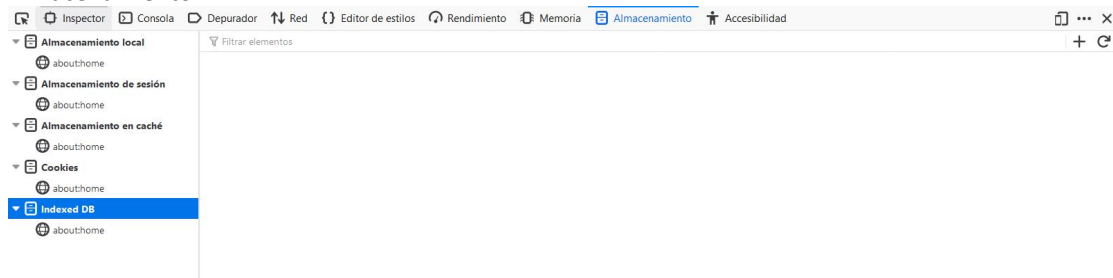 Inspector Consola Depurador Red Editor de estilos Rendimiento Memoria Almacenamiento Accesibilidad
Almacenamiento local
Filtrar elementos
about:home
Almacenamiento de sesión
about:home
Almacenamiento en caché
about:home
Cookies
about:home
Indexed DB
about:home